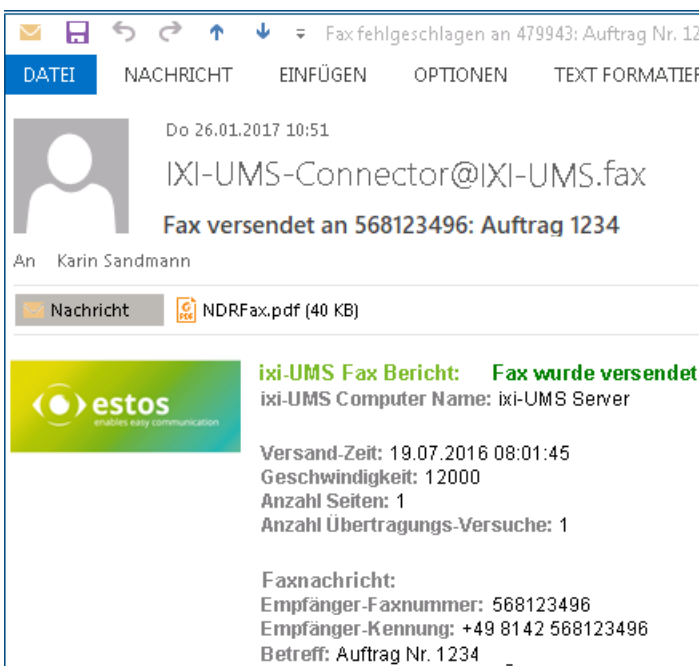 Fax fehlgeschlagen an 479943: Auftrag Nr. 12
DATEI NACHRICHT EINFÜGEN OPTIONEN TEXT FORMATIER
Do 26.01.2017 10:51
IXI-UMS-Connector@IXI-UMS.fax
Fax versendet an 568123496: Auftrag 1234
An Karin Sandmann
Nachricht NDRFax.pdf (40 KB)
estos
enables easy communication
ixi-UMS Fax Bericht: Fax wurde versendet
ixi-UMS Computer Name: ixi-UMS Server
Versand-Zeit: 19.07.2016 08:01:45
Geschwindigkeit: 12000
Anzahl Seiten: 1
Anzahl Übertragungs-Versuche: 1
Faxnachricht:
Empfänger-Faxnummer: 568123496
Empfänger-Kennung: +49 8142 568123496
Betreff: Auftrag Nr. 1234